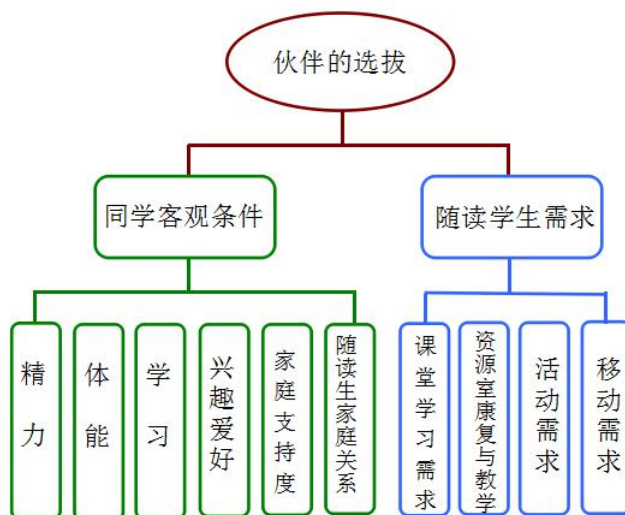 伙伴的选拔
同学客观条件
随读学生需求
精力
体能
学习
兴趣爱好
家庭支持度
随读生家庭关系
课堂学习需求
资源室康复与教学
活动需求
移动需求